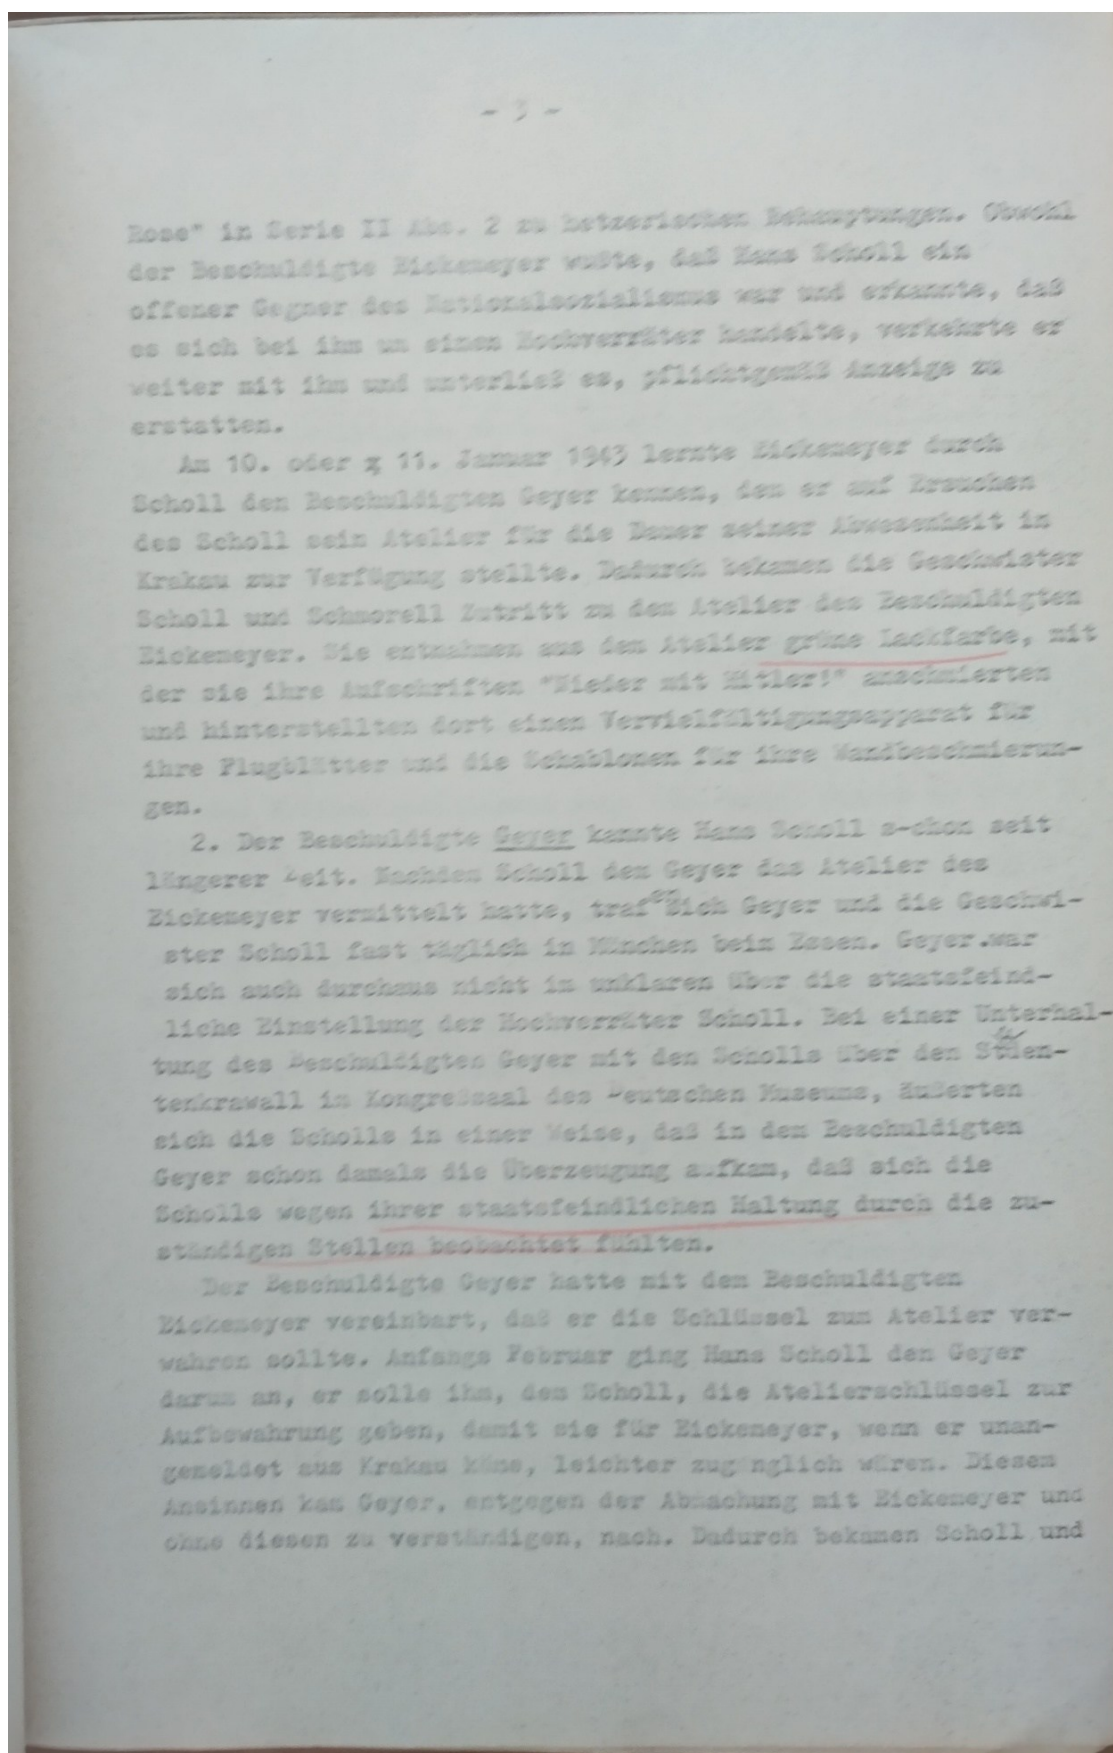 - 3 -
Rose" in Serie II Abs. 2 zu hetzerischen Behauptungen. Obwohl
der Beschuldigte Eickemeyer wußte, daß Hans Scholl ein
offener Gegner des Nationalsozialismus war und erkannte, daß
es sich bei ihm um einen Hochverräter handelte, verkehrte er
weiter mit ihm und unterließ es, pflichtgemäß Anzeige zu
erstatten.
Am 10. oder z 11. Januar 1943 lernte Eickemeyer durch
Scholl den Beschuldigten Geyer kennen, dem er auf Ersuchen
des Scholl sein Atelier für die Dauer seiner Abwesenheit in
Krakau zur Verfügung stellte. Dadurch bekamen die Geschwister
Scholl und Schmorell Zutritt zu dem Atelier des Beschuldigten
Eickemeyer. Sie entnahmen aus dem Atelier grüne Lackfarbe, mit
der sie ihre Aufschriften "Nieder mit Hitler!" anschmierten
und hinterstellten dort einen Vervielfältigungsapparat für
ihre Flugblätter und die Schablonen für ihre Wandbeschmierun-
gen.
2. Der Beschuldigte Geyer kannte Hans Scholl s-chon seit
längerer Zeit. Nachdem Scholl dem Geyer das Atelier des
Eickemeyer vermittelt hatte, trafen sich Geyer und die Geschwi-
ster Scholl fast täglich in München beim Essen. Geyer war
sich auch durchaus nicht im unklaren über die staatsfeind-
liche Einstellung der Hochverräter Scholl. Bei einer Unterhal-
tung des Beschuldigten Geyer mit den Scholls über den Studen-
tenkrawall im Kongreßsaal des Deutschen Museums, äußerten
sich die Scholls in einer Weise, daß in dem Beschuldigten
Geyer schon damals die Überzeugung aufkam, daß sich die
Scholls wegen ihrer staatsfeindlichen Haltung durch die zu-
ständigen Stellen beobachtet fühlten.
Der Beschuldigte Geyer hatte mit dem Beschuldigten
Eickemeyer vereinbart, daß er die Schlüssel zum Atelier ver-
wahren sollte. Anfangs Februar ging Hans Scholl den Geyer
darum an, er solle ihm, dem Scholl, die Atelierschlüssel zur
Aufbewahrung geben, damit sie für Eickemeyer, wenn er unan-
gemeldet aus Krakau käme, leichter zugänglich wären. Diesem
Ansinnen kam Geyer, entgegen der Abmachung mit Eickemeyer und
ohne diesen zu verständigen, nach. Dadurch bekamen Scholl und